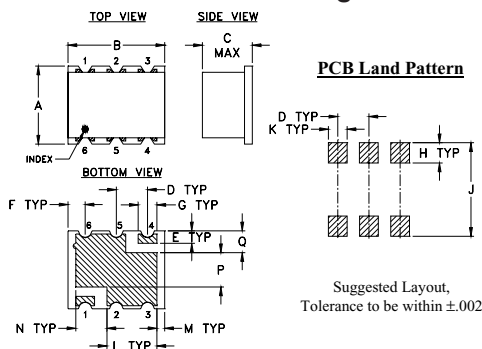 TOP VIEW
SIDE VIEW
B
C
MAX
1 2 3
A
INDEX
6 5 4
PCB Land Pattern
D TYP
K TYP
H TYP
J
BOTTOM VIEW
F TYP
D TYP
G TYP
6 5 4
E TYP
Q
P
1 2 3
N TYP
M TYP
L TYP
Suggested Layout,
Tolerance to be within ±.002